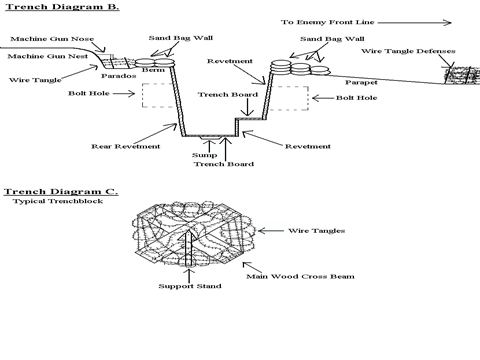 Trench Diagram B.
To Enemy Front Line
Machine Gun Nose
Sand Bag Wall
Sand Bag Wall
Machine Gun Nest
Wire Tangle Defenses
Revetment
Wire Tangle
Parados
Berm
Parapet
Bolt Hole
Trench Board
Bolt Hole
Rear Revetment
Revetment
Sump
Trench Board
Trench Diagram C.
Typical Trenchblock
Wire Tangles
Main Wood Cross Beam
Support Stand